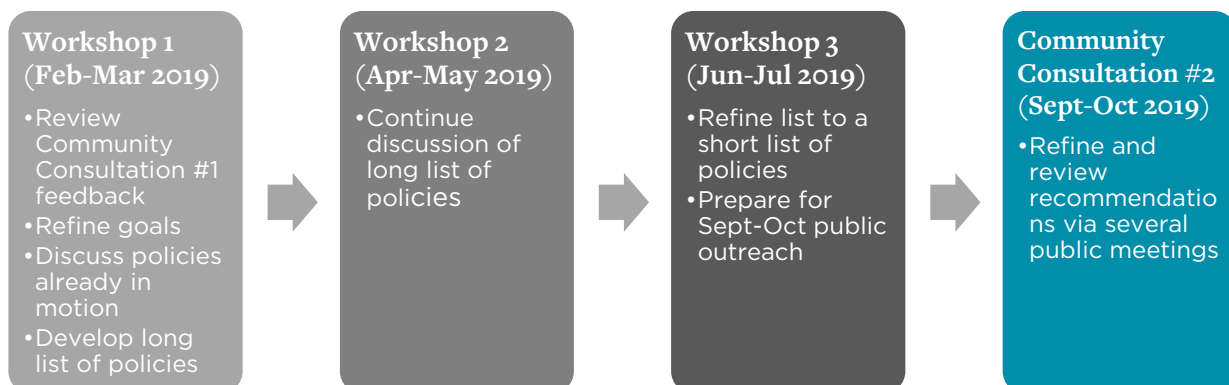 Workshop 1
(Feb-Mar 2019)
•Review
Community
Consultation #1
feedback
•Refine goals
•Discuss policies
already in
motion
•Develop long
list of policies
Workshop 2
(Apr-May 2019)
•Continue
discussion of
long list of
policies
Workshop 3
(Jun-Jul 2019)
•Refine list to a
short list of
policies
•Prepare for
Sept-Oct public
outreach
Community
Consultation #2
(Sept-Oct 2019)
•Refine and
review
recommendatio
ns via several
public meetings